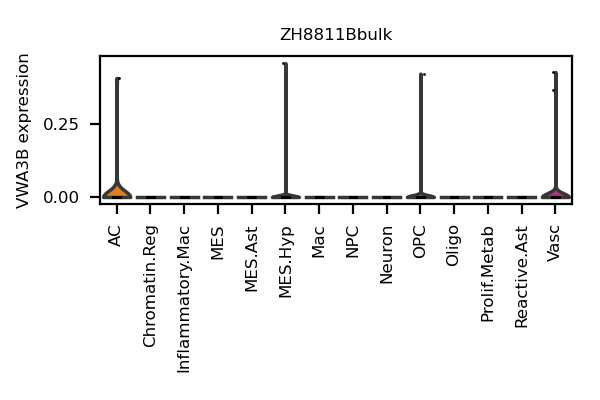 ZH8811Bbulk
VWA3B expression
0.25
0.00
AC
Chromatin.Reg
Inflammatory.Mac
MES
MES.Ast
MES.Hyp
Mac
NPC
Neuron
OPC
Oligo
Prolif.Metab
Reactive.Ast
Vasc